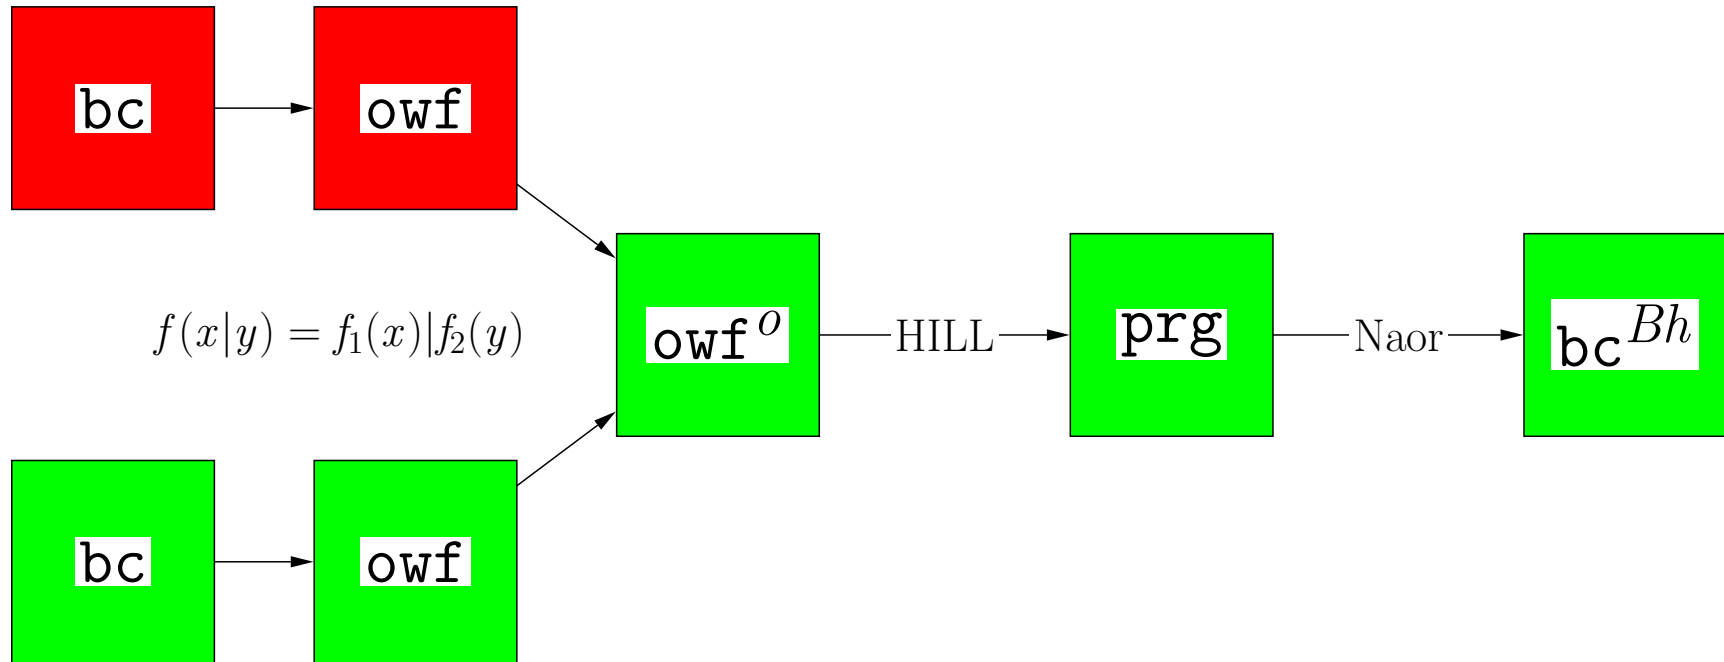 bc owf
f(x|y) = f₁(x)|f₂(y)
owf^o HILL prg Naor bc^Bh
bc owf